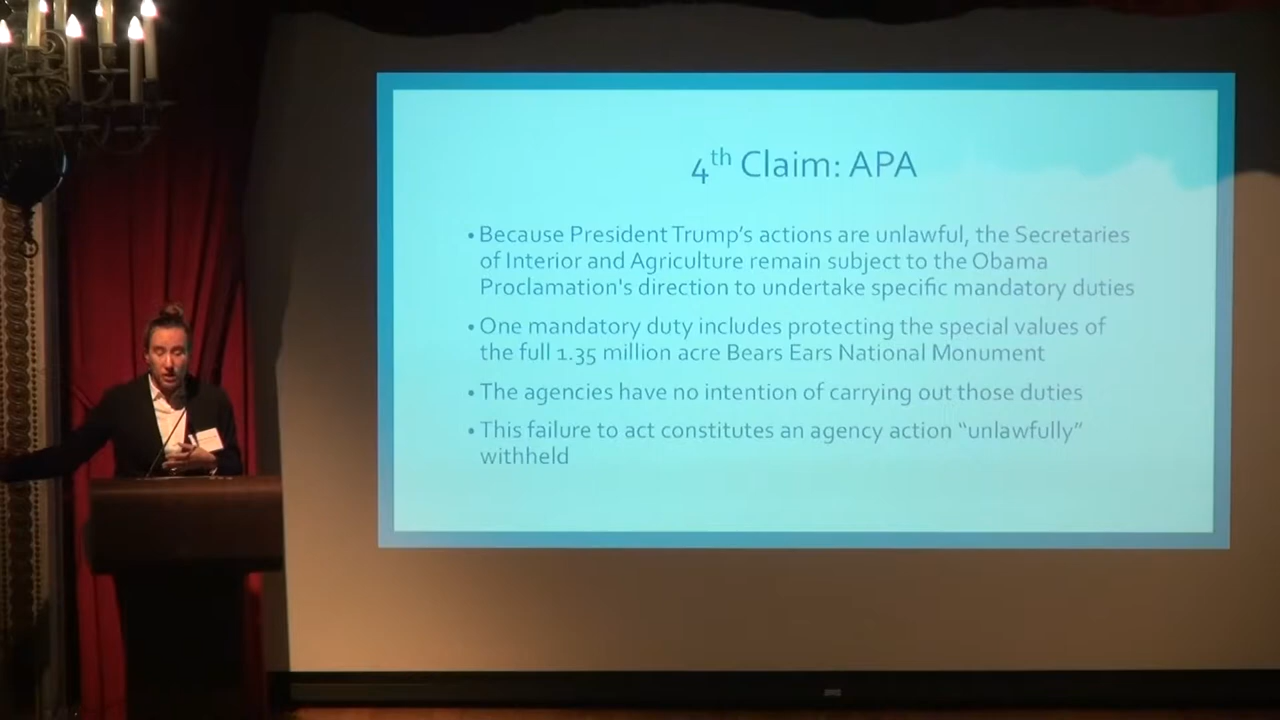 4th Claim: APA
• Because President Trump's actions are unlawful, the Secretaries
of Interior and Agriculture remain subject to the Obama
Proclamation's direction to undertake specific mandatory duties
• One mandatory duty includes protecting the special values of
the full 1.35 million acre Bears Ears National Monument
• The agencies have no intention of carrying out those duties
• This failure to act constitutes an agency action “unlawfully”
withheld